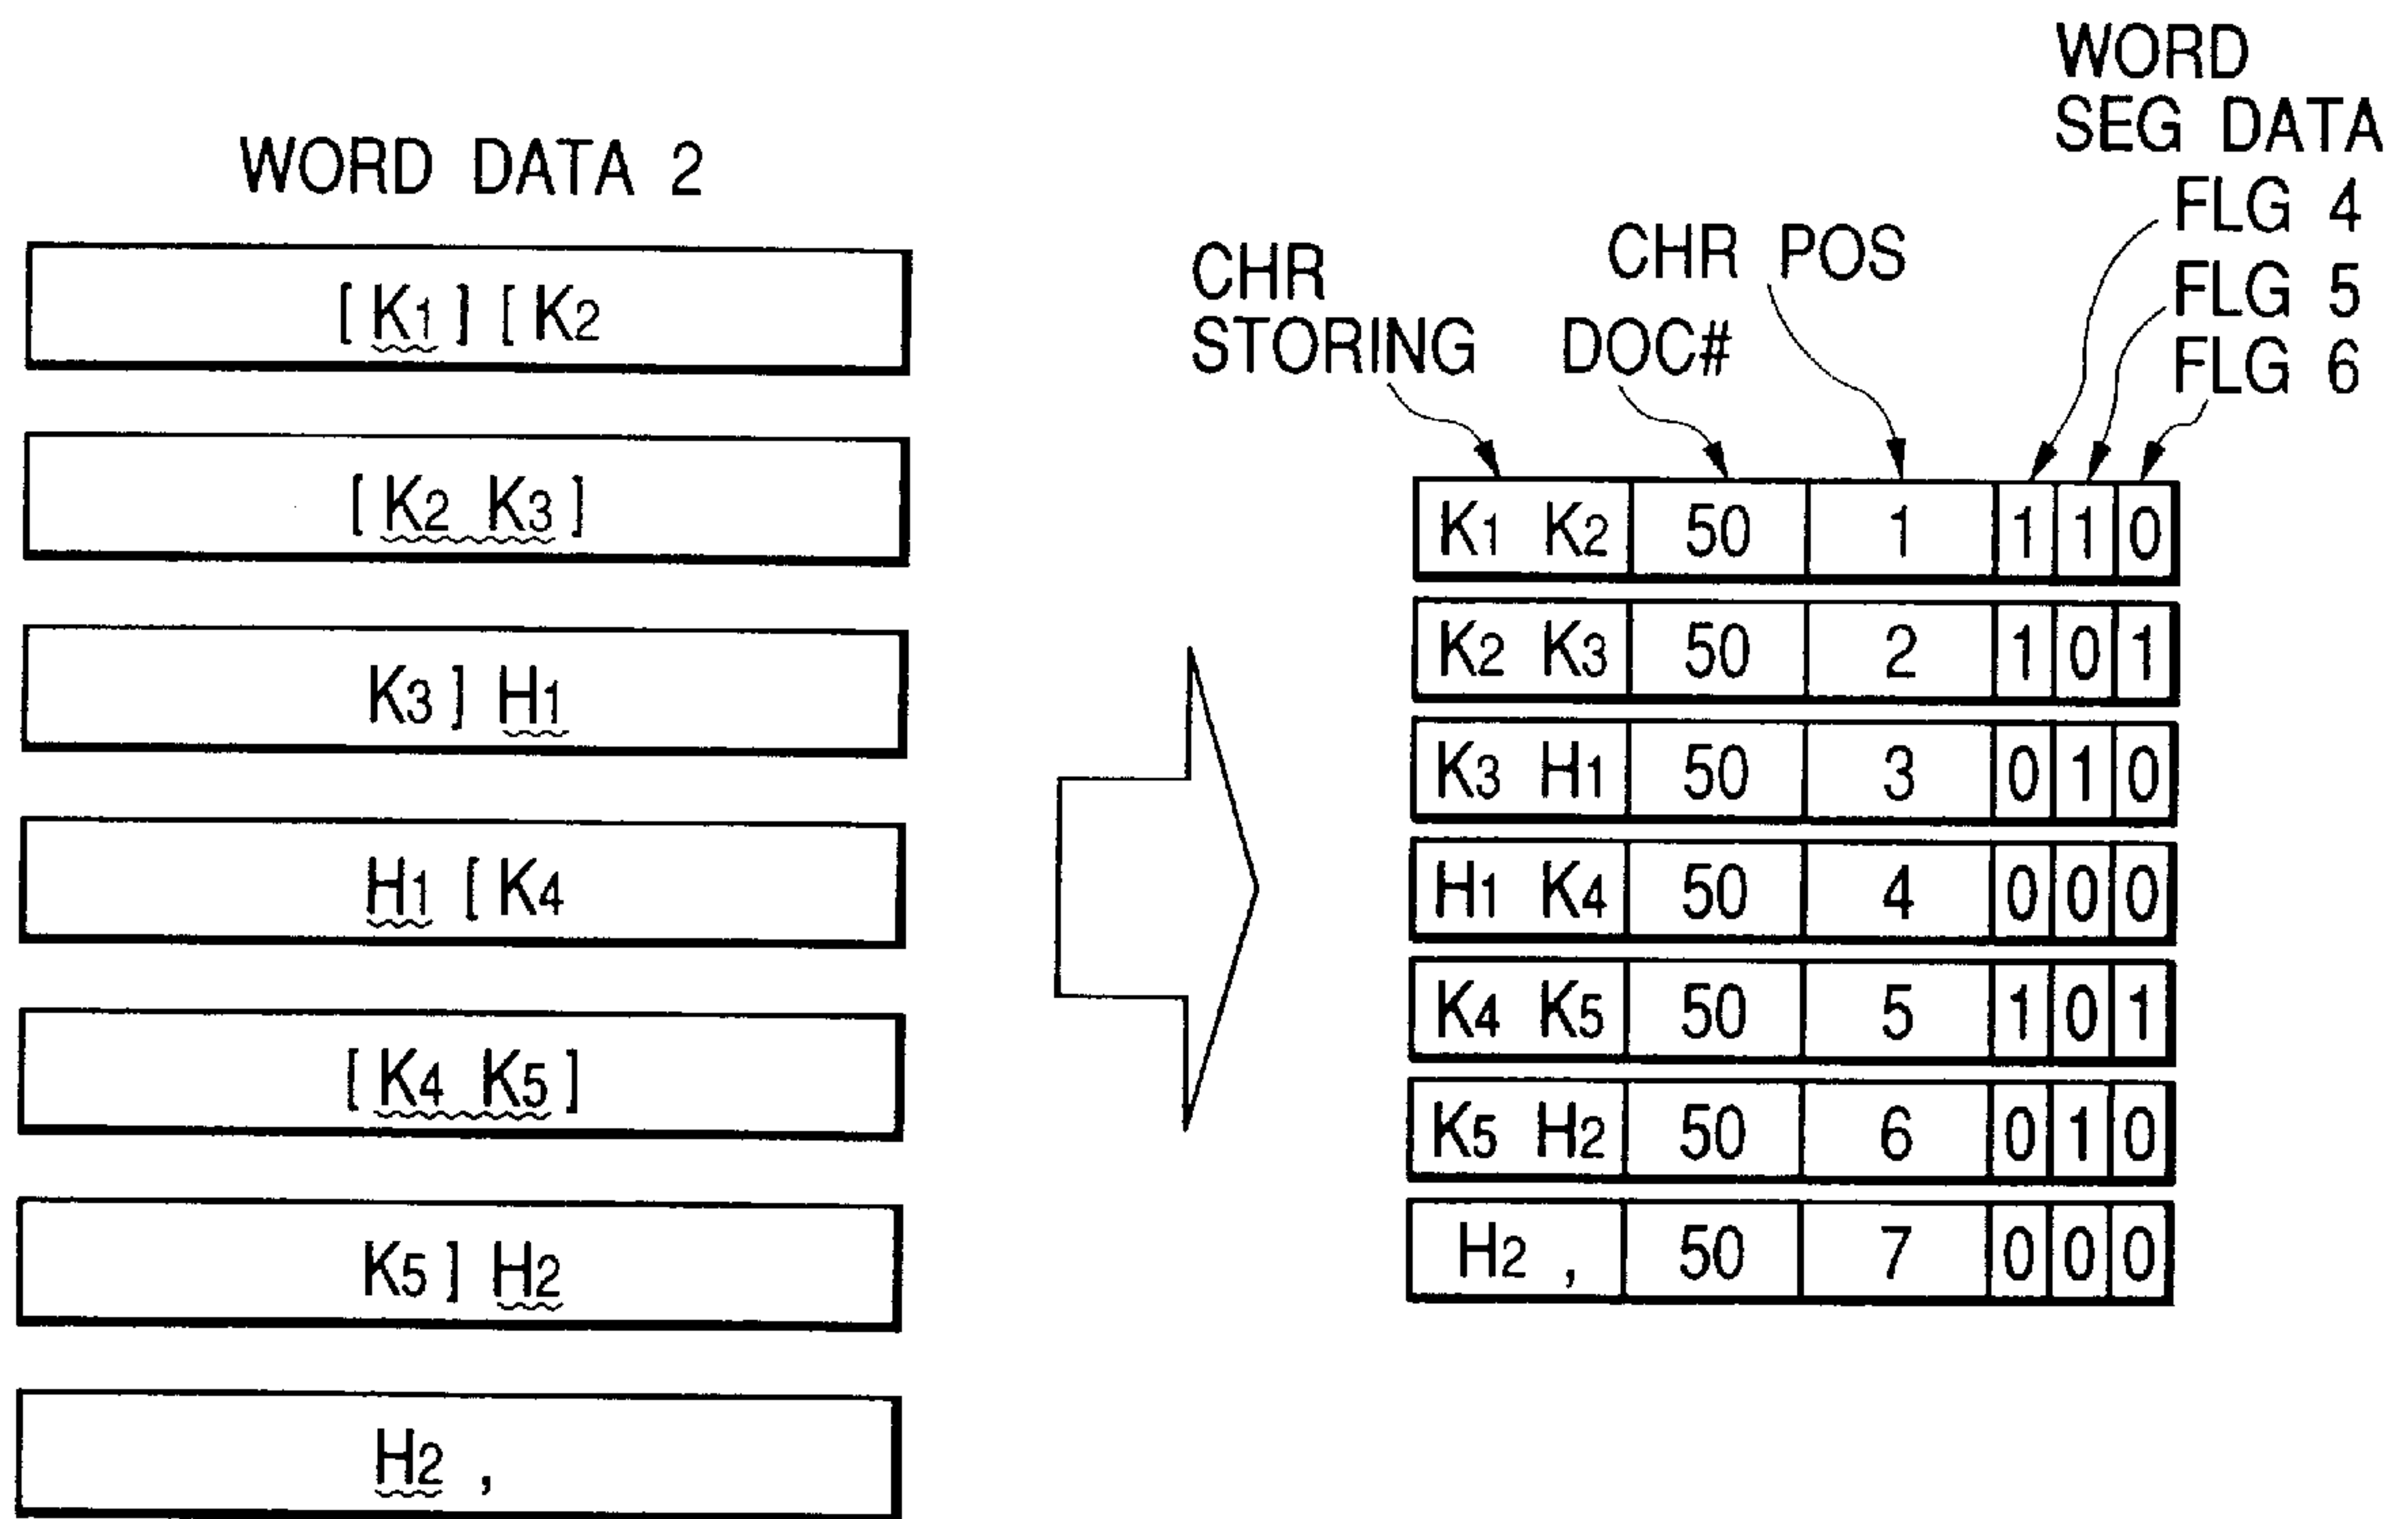 WORD DATA 2
[ K1 ] [ K2
[ K2 K3 ]
K3 ] H1
H1 [ K4
[ K4 K5 ]
K5 ] H2
H2 ,
WORD
SEG DATA
FLG 4
FLG 5
FLG 6
CHR POS
CHR
STORING
DOC#
K1 K2 50 1 1 1 0
K2 K3 50 2 1 0 1
K3 H1 50 3 0 1 0
H1 K4 50 4 0 0 0
K4 K5 50 5 1 0 1
K5 H2 50 6 0 1 0
H2 , 50 7 0 0 0